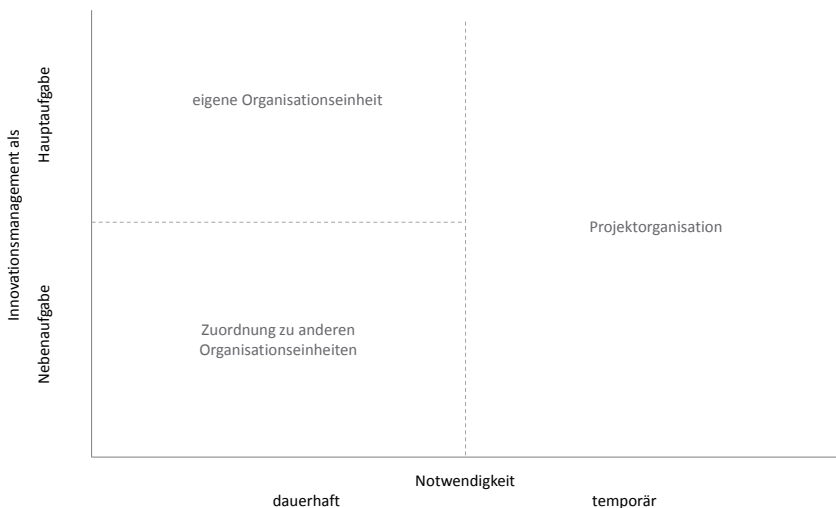 Innovationsmanagement als
Hauptaufgabe
Nebenaufgabe
eigene Organisationseinheit
Projektorganisation
Zuordnung zu anderen
Organisationseinheiten
Notwendigkeit
dauerhaft
temporär